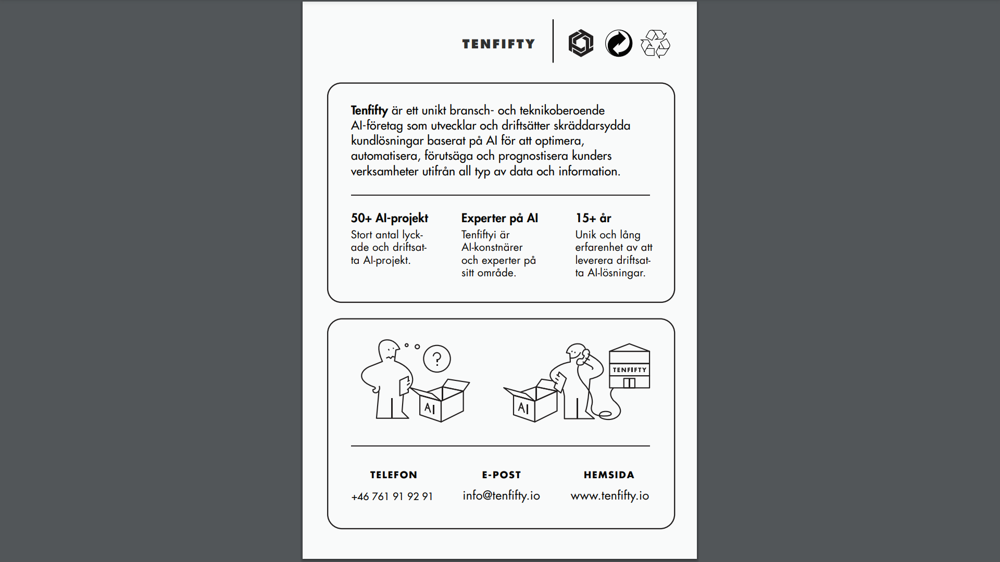 TENFIFTY
Tenfifty är ett unikt bransch- och teknikoberoende
AI-företag som utvecklar och driftsätter skräddarsydda
kundlösningar baserat på AI för att optimera,
automatisera, förutsäga och prognostisera kunders
verksamheter utifrån all typ av data och information.
50+ AI-projekt
Stort antal lyck-
ade och driftsat-
ta AI-projekt.
Experter på AI
Tenfiftyi är
AI-konstnärer
och experter på
sitt område.
15+ år
Unik och lång
erfarenhet av att
leverera driftsat-
ta AI-lösningar.
?
AI
AI
TENFIFTY
TELEFON
+46 761 91 92 91
E-POST
info@tenfifty.io
HEMSIDA
www.tenfifty.io